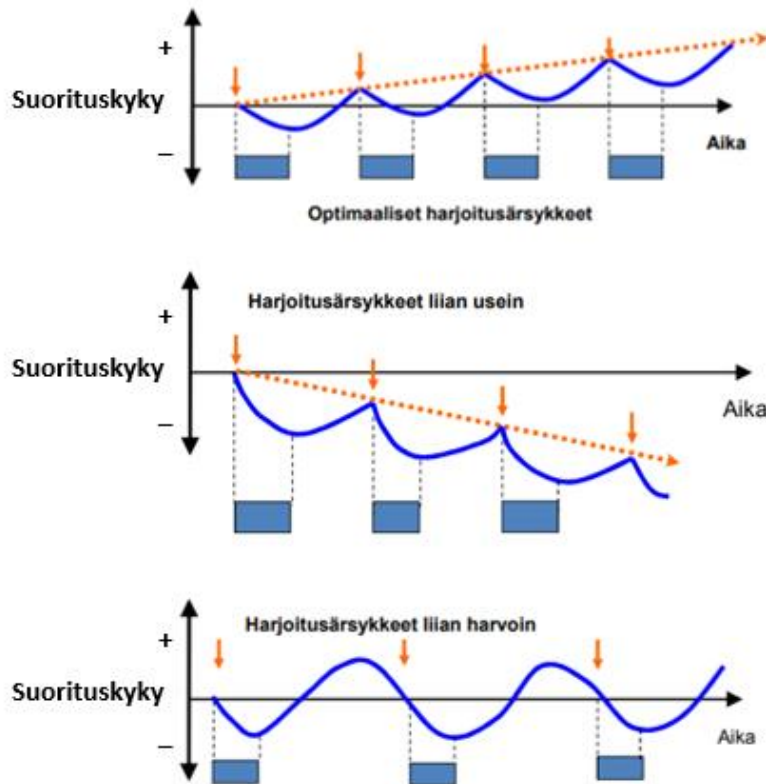 +
Suorituskyky
–
Aika
Optimaaliset harjoitusärsykkeet
Harjoitusärsykkeet liian usein
+
Suorituskyky
–
Aika
Harjoitusärsykkeet liian harvoin
+
Suorituskyky
–
Aika